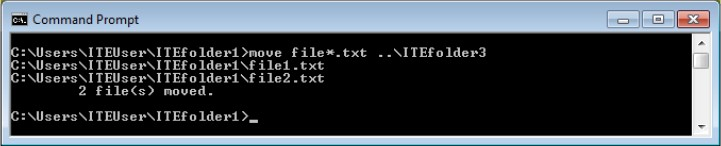 Command Prompt
C:\Users\ITEUser\ITEfolder1>move file*.txt ..\ITEfolder3
C:\Users\ITEUser\ITEfolder1\file1.txt
C:\Users\ITEUser\ITEfolder1\file2.txt
        2 file(s) moved.
C:\Users\ITEUser\ITEfolder1>_